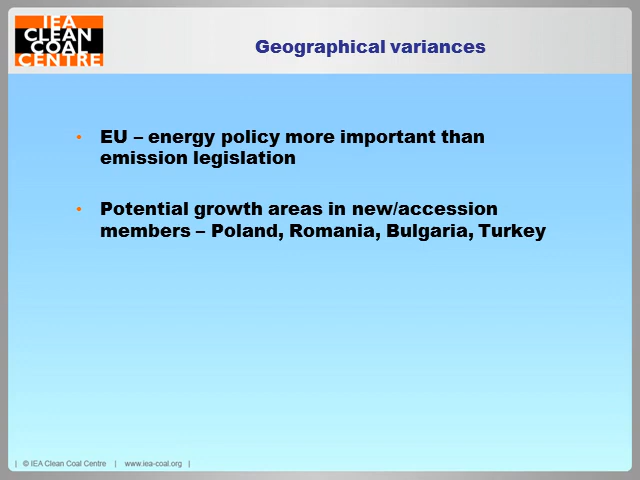 IEA
CLEAN
COAL
CENTRE
Geographical variances
• EU – energy policy more important than
emission legislation
• Potential growth areas in new/accession
members – Poland, Romania, Bulgaria, Turkey
| © IEA Clean Coal Centre | www.iea-coal.org |